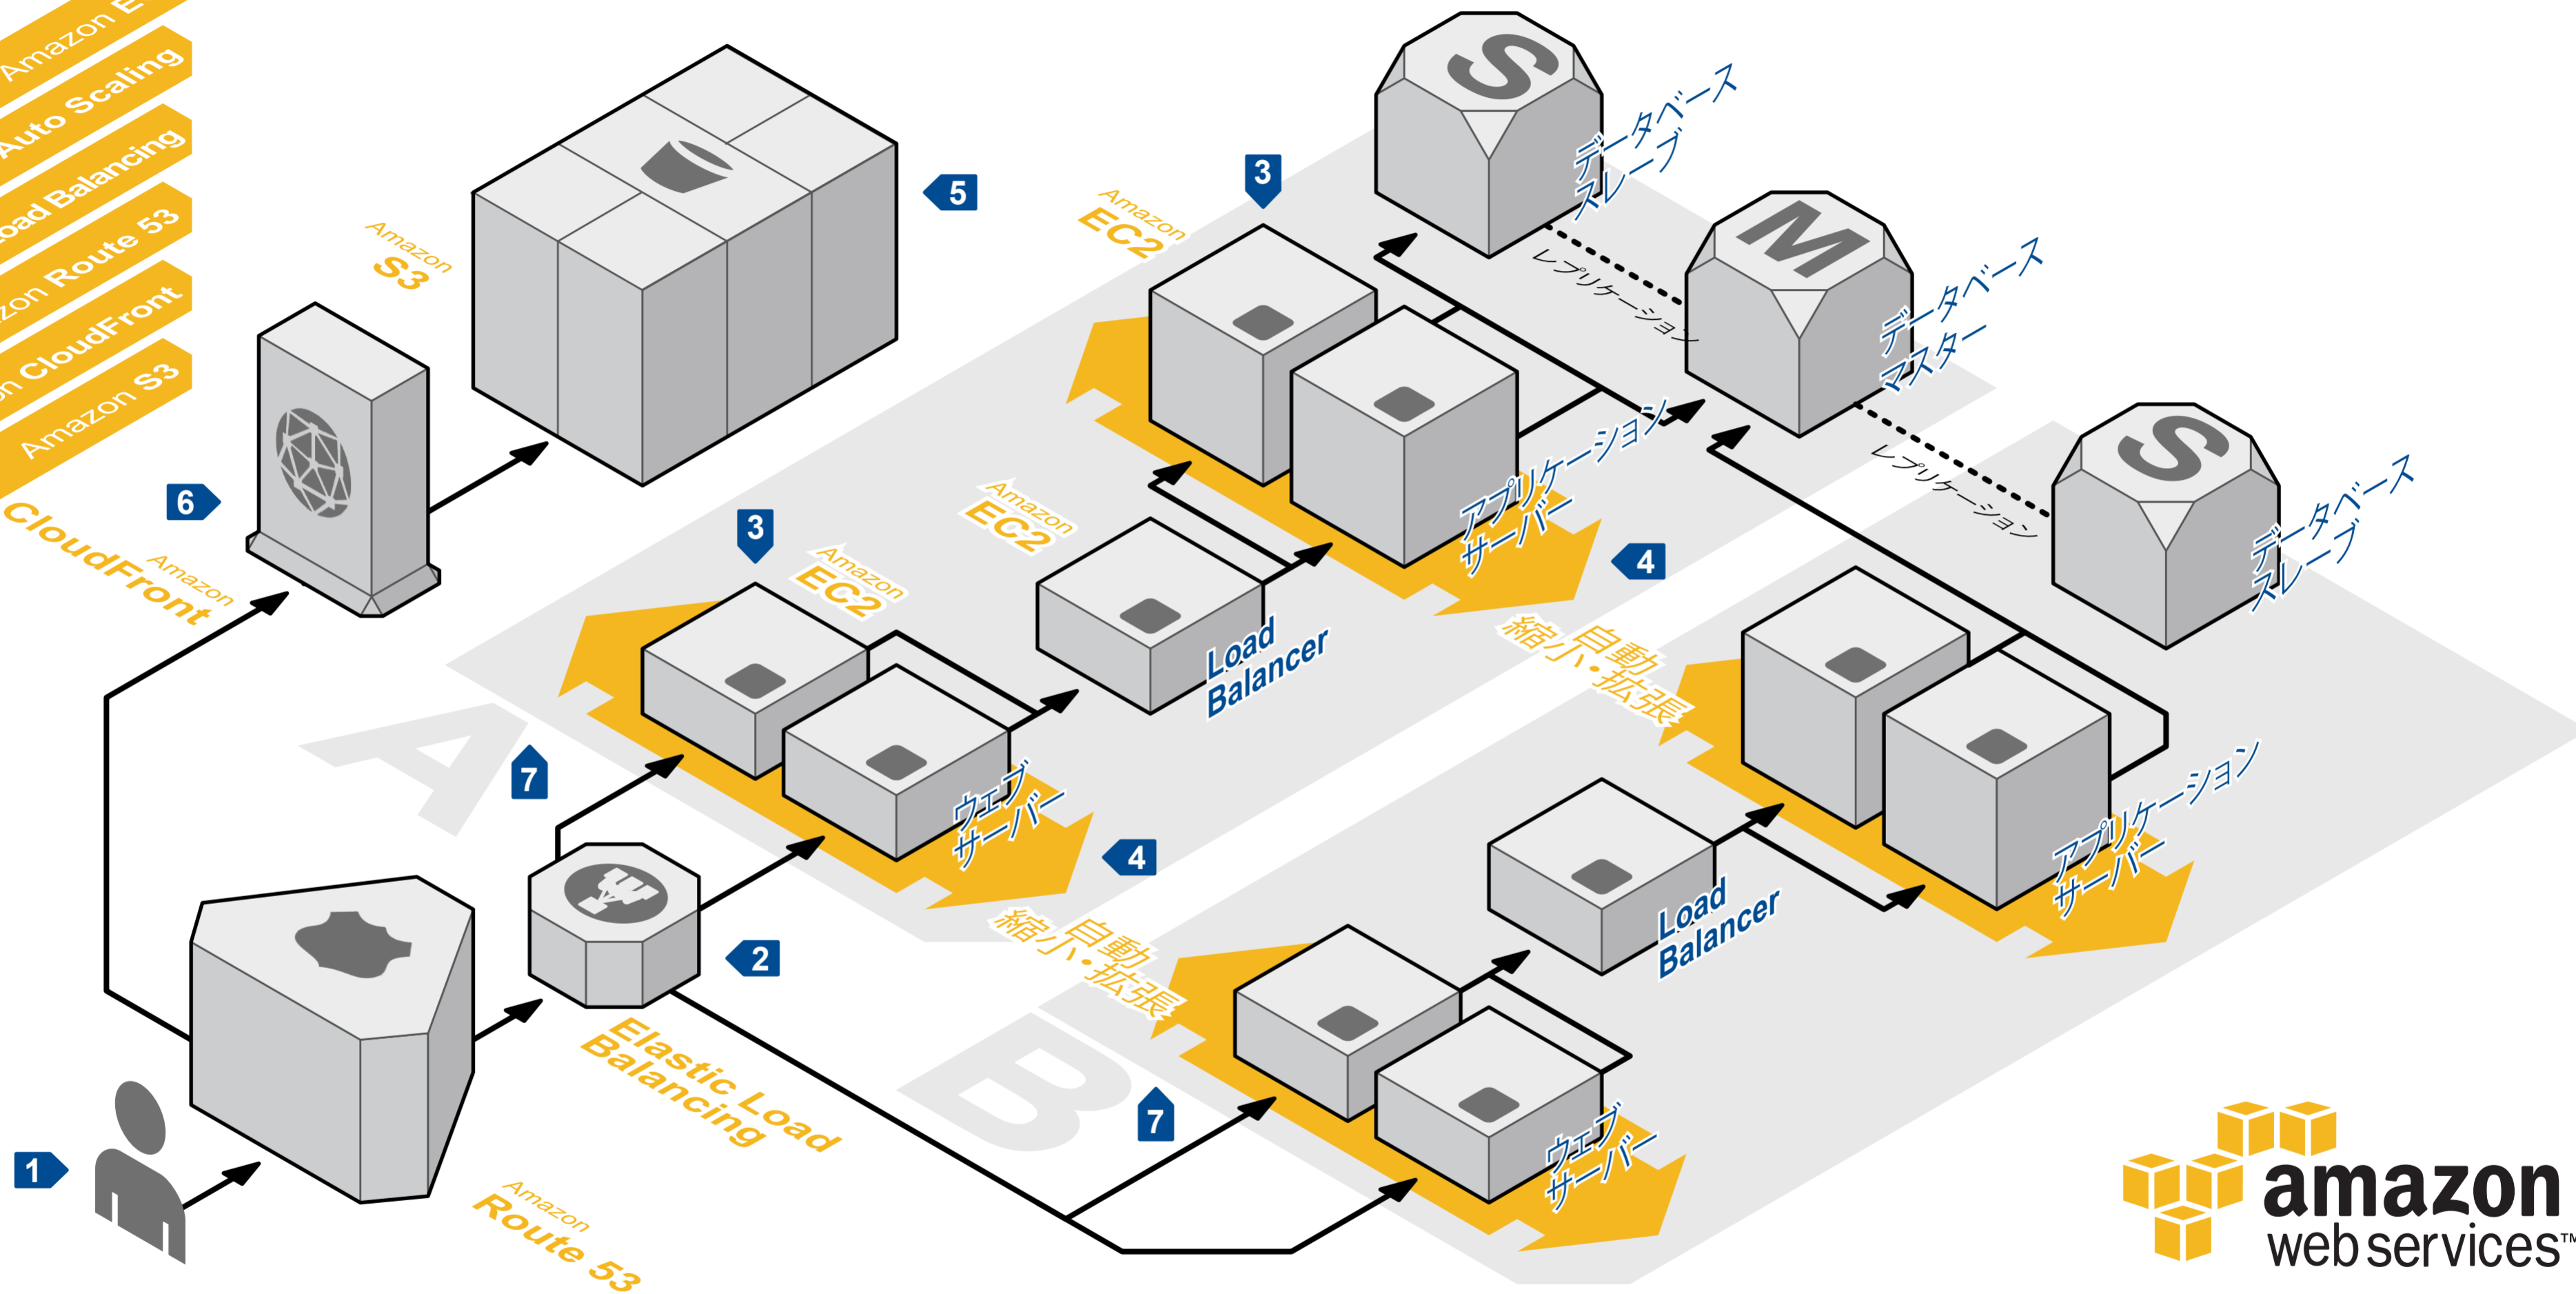 Amazon E
Auto Scaling
oad Balancing
zon Route 53
on CloudFront
Amazon S3
Amazon
S3
5
6
Amazon
CloudFront
Amazon
EC2
3
データベース
スレーブ
レプリケーション
データベース
マスター
レプリケーション
データベース
スレーブ
アプリケーション
サーバー
4
自動
縮小・拡張
Amazon
EC2
Load
Balancer
3
Amazon
EC2
ウェブ
サーバー
4
自動
縮小・拡張
A
7
2
Elastic Load
Balancing
1
Amazon
Route 53
アプリケーション
サーバー
Load
Balancer
B
7
ウェブ
サーバー
S
M
S
amazon
web services™